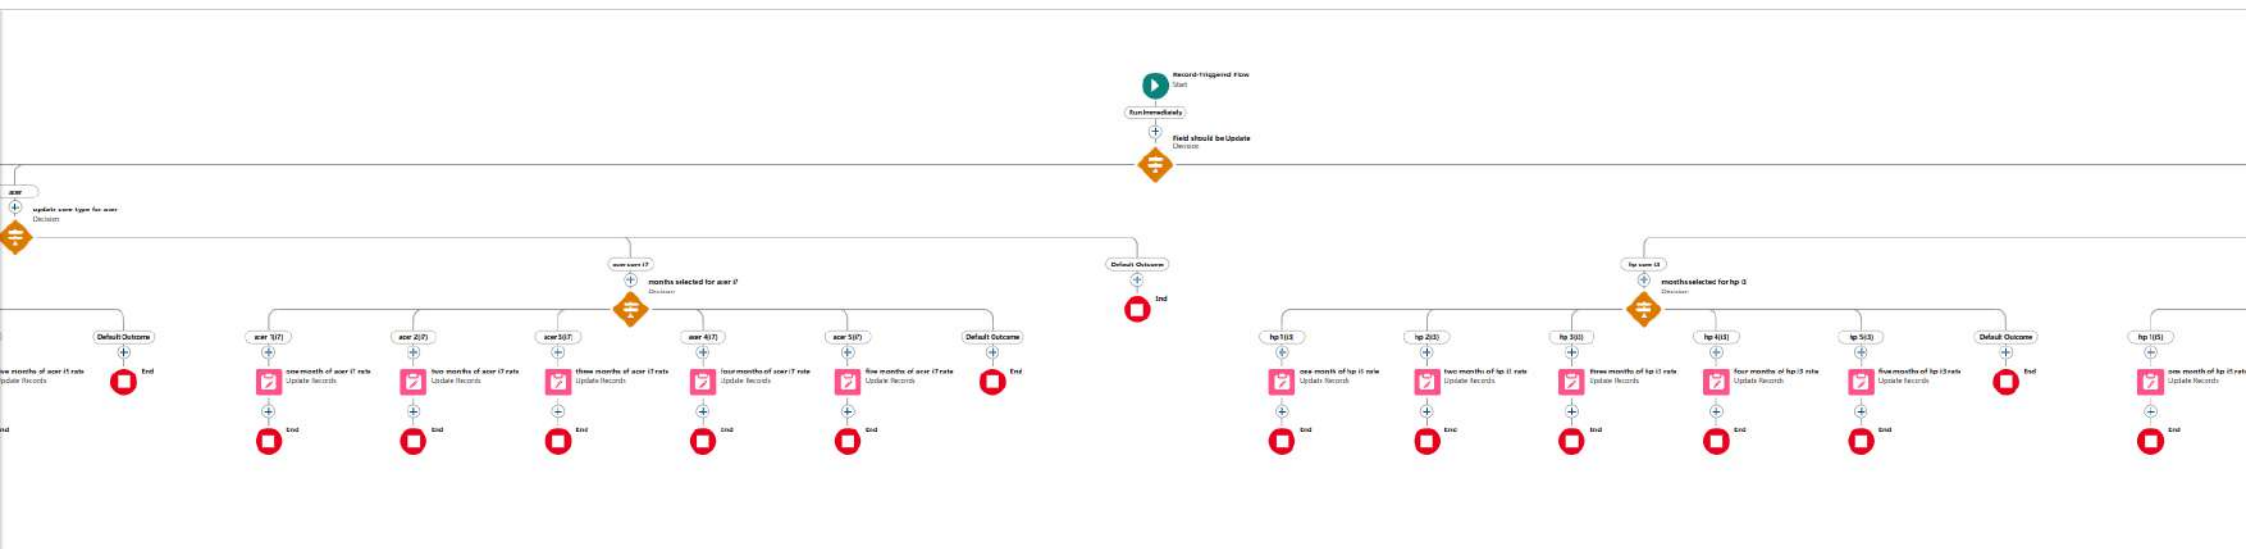 Record-Triggered Flow
Start
Run Immediately
Field should be Update
Decision
acer
update core type for acer
Decision
acer core i7
months selected for acer i7
Decision
Default Outcome
End
hp core i3
months selected for hp i3
Decision
Default Outcome
End
acer 1(i7)
one month of acer i7 rate
Update Records
End
acer 2(i7)
two months of acer i7 rate
Update Records
End
acer 3(i7)
three months of acer i7 rate
Update Records
End
acer 4(i7)
four months of acer i7 rate
Update Records
End
acer 5(i7)
five months of acer i7 rate
Update Records
End
Default Outcome
End
hp 1(i3
one month of hp i3 rate
Update Records
End
hp 2(i3)
two months of hp i3 rate
Update Records
End
hp 3(i3)
three months of hp i3 rate
Update Records
End
hp 4(i3)
four months of hp i3 rate
Update Records
End
hp 5(i3)
five months of hp i3 rate
Update Records
End
Default Outcome
End
hp 1(i5)
one month of hp i5 rate
Update Records
End